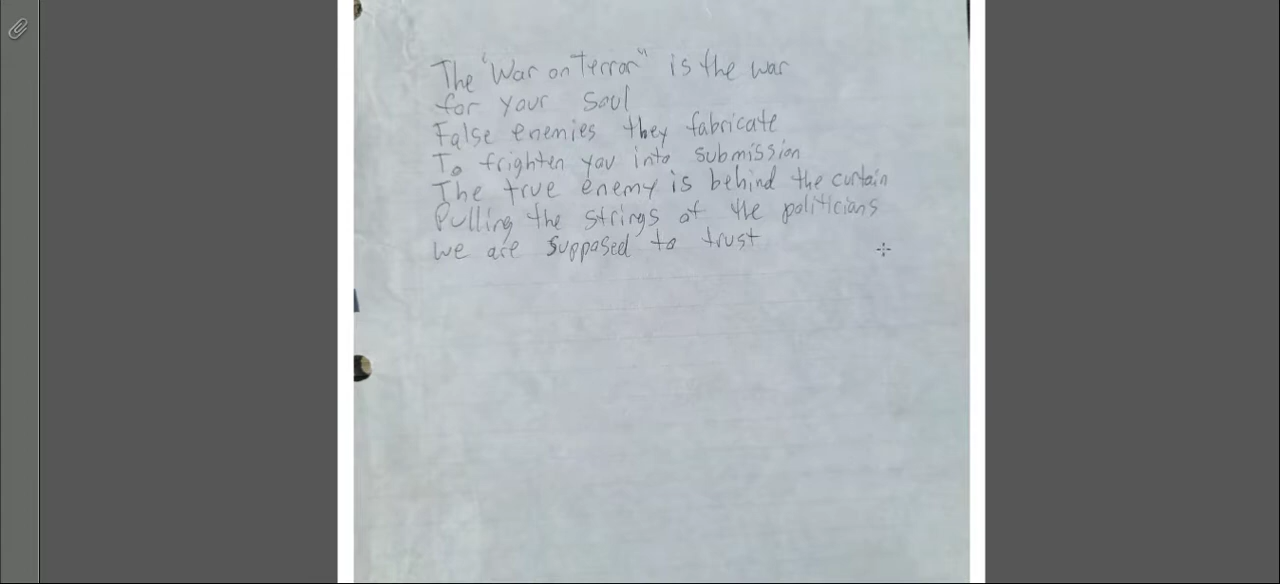 The "War on Terror" is the war
for your soul
False enemies they fabricate
To frighten you into submission
The true enemy is behind the curtain
Pulling the strings of the politicians
We are supposed to trust